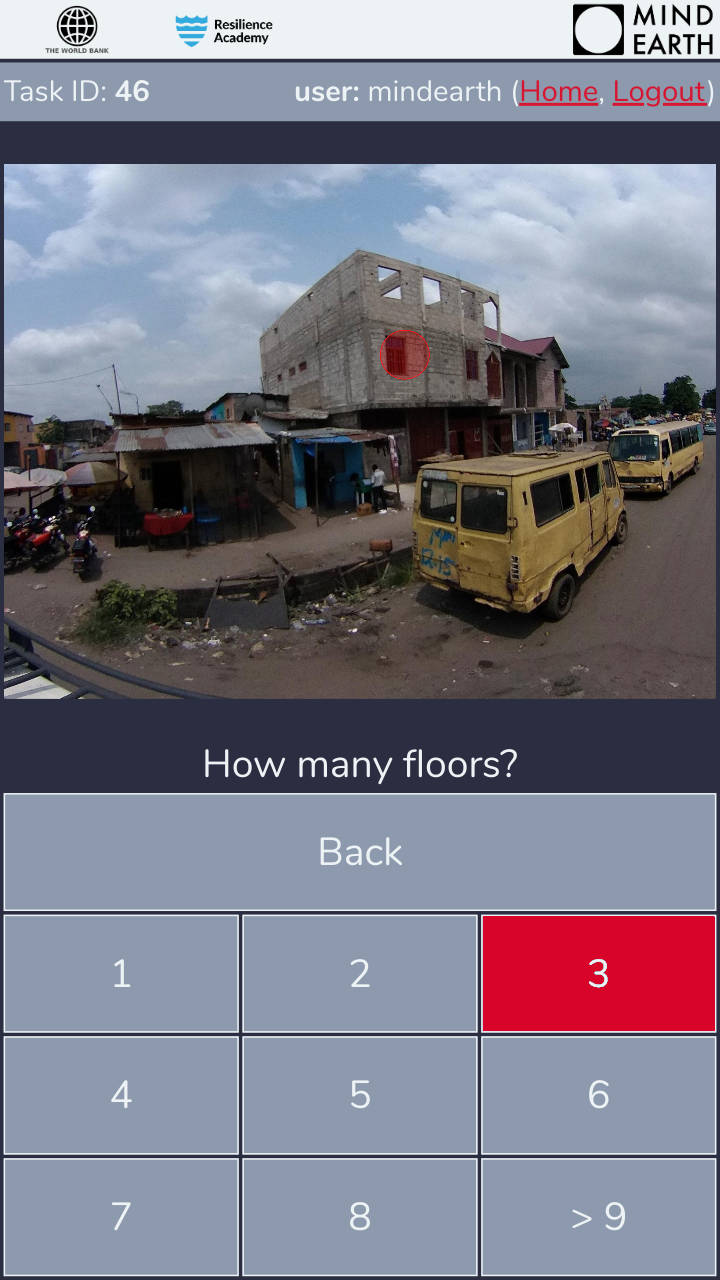 THE WORLD BANK
Resilience
Academy
MIND
EARTH
Task ID: 46
user: mindearth (Home, Logout)
How many floors?
Back
1
2
3
4
5
6
7
8
> 9